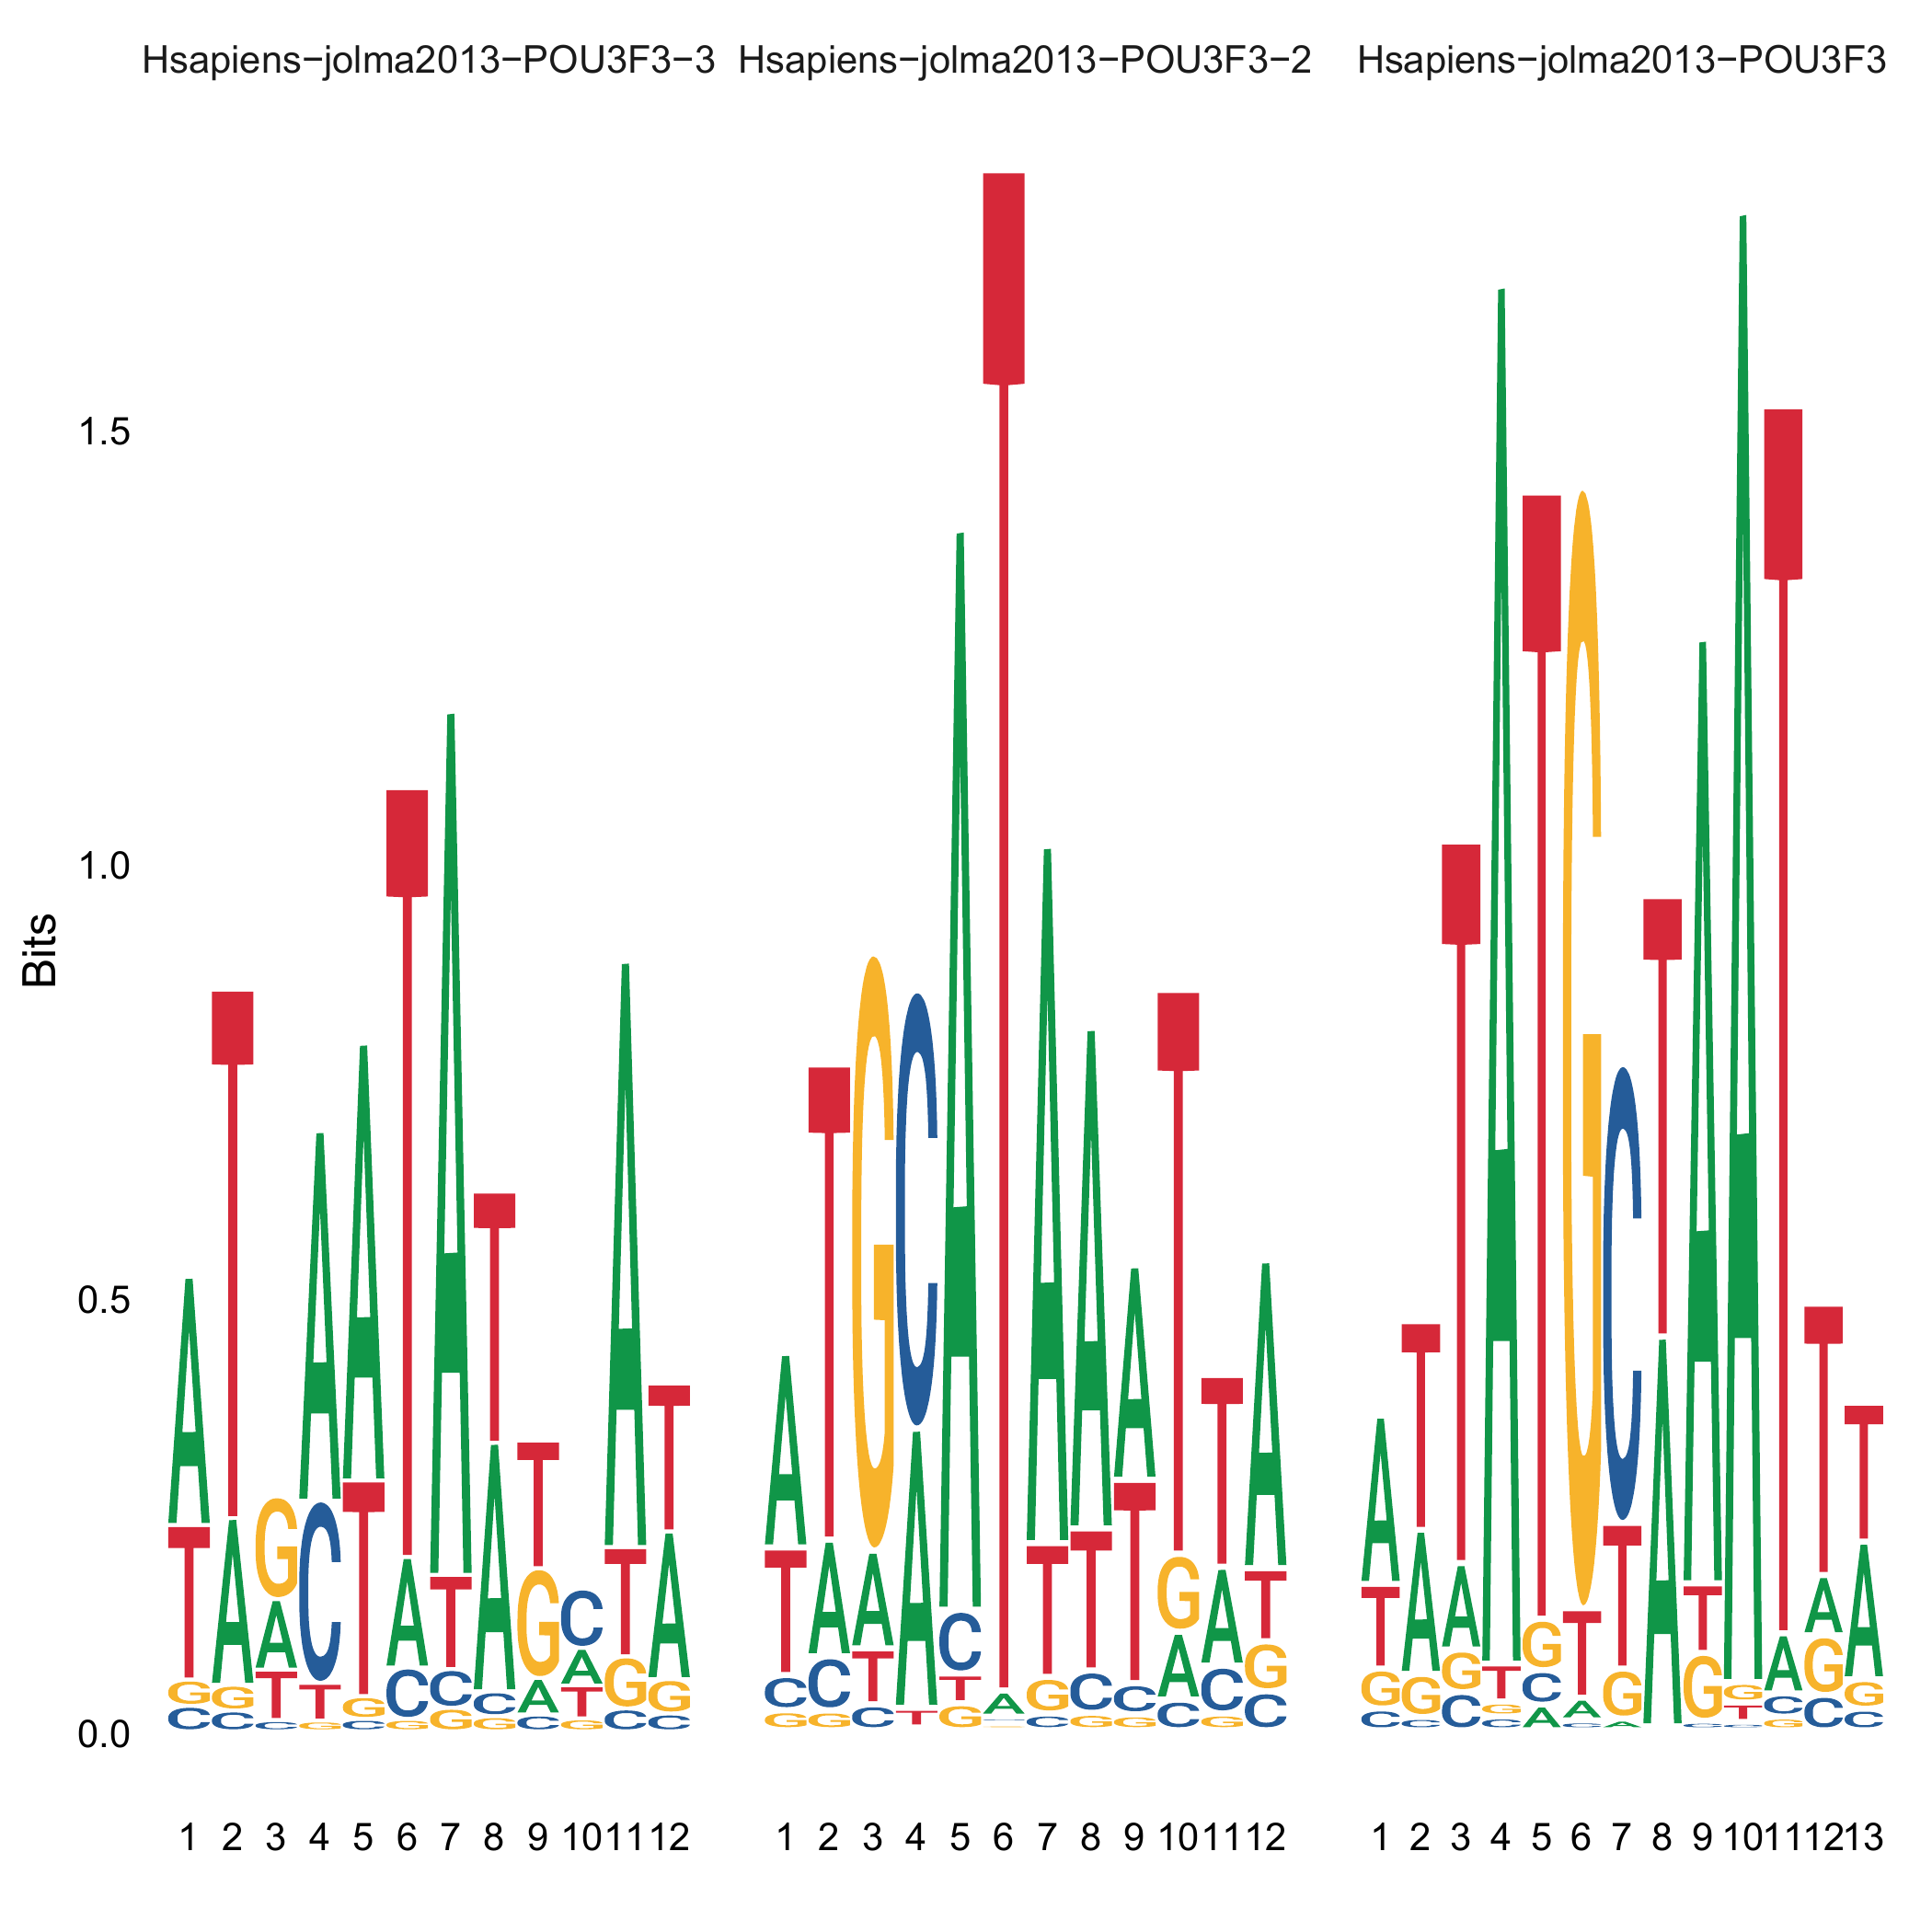 Hsapiens−jolma2013−POU3F3−3 Hsapiens−jolma2013−POU3F3−2 Hsapiens−jolma2013−POU3F3
1.5
1.0
0.5
0.0
Bits
A T G A A T A T T C A T
T A A C T A T A G A T A
G G T T G C C C A T G G
C C C G C G G G C G C C
A T G C A T A A A T T A
T A A A C A T T T G A T
C C T T T G C C A C G
G G C G C G G C G C
A T T A T G C T A A T T T
T A A T G T T A T G A A A
G G G G C A G G T C G G
C C C C A C A C C G C C
1 2 3 4 5 6 7 8 9 10 11 12 1 2 3 4 5 6 7 8 9 10 11 12 1 2 3 4 5 6 7 8 9 10 11 12 13